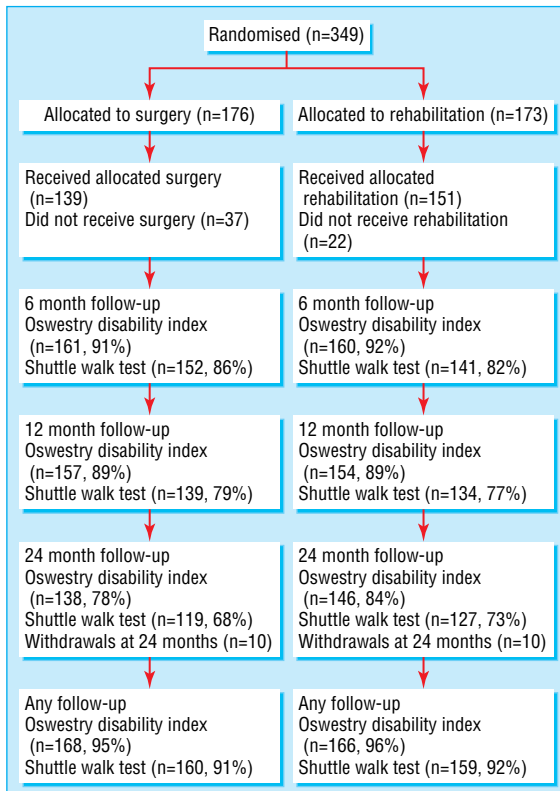 Randomised (n=349)
Allocated to surgery (n=176)
Allocated to rehabilitation (n=173)
Received allocated surgery
(n=139)
Did not receive surgery (n=37)
Received allocated
rehabilitation (n=151)
Did not receive rehabilitation
(n=22)
6 month follow-up
Oswestry disability index
(n=161, 91%)
Shuttle walk test (n=152, 86%)
6 month follow-up
Oswestry disability index
(n=160, 92%)
Shuttle walk test (n=141, 82%)
12 month follow-up
Oswestry disability index
(n=157, 89%)
Shuttle walk test (n=139, 79%)
12 month follow-up
Oswestry disability index
(n=154, 89%)
Shuttle walk test (n=134, 77%)
24 month follow-up
Oswestry disability index
(n=138, 78%)
Shuttle walk test (n=119, 68%)
Withdrawals at 24 months (n=10)
24 month follow-up
Oswestry disability index
(n=146, 84%)
Shuttle walk test (n=127, 73%)
Withdrawals at 24 months (n=10)
Any follow-up
Oswestry disability index
(n=168, 95%)
Shuttle walk test (n=160, 91%)
Any follow-up
Oswestry disability index
(n=166, 96%)
Shuttle walk test (n=159, 92%)